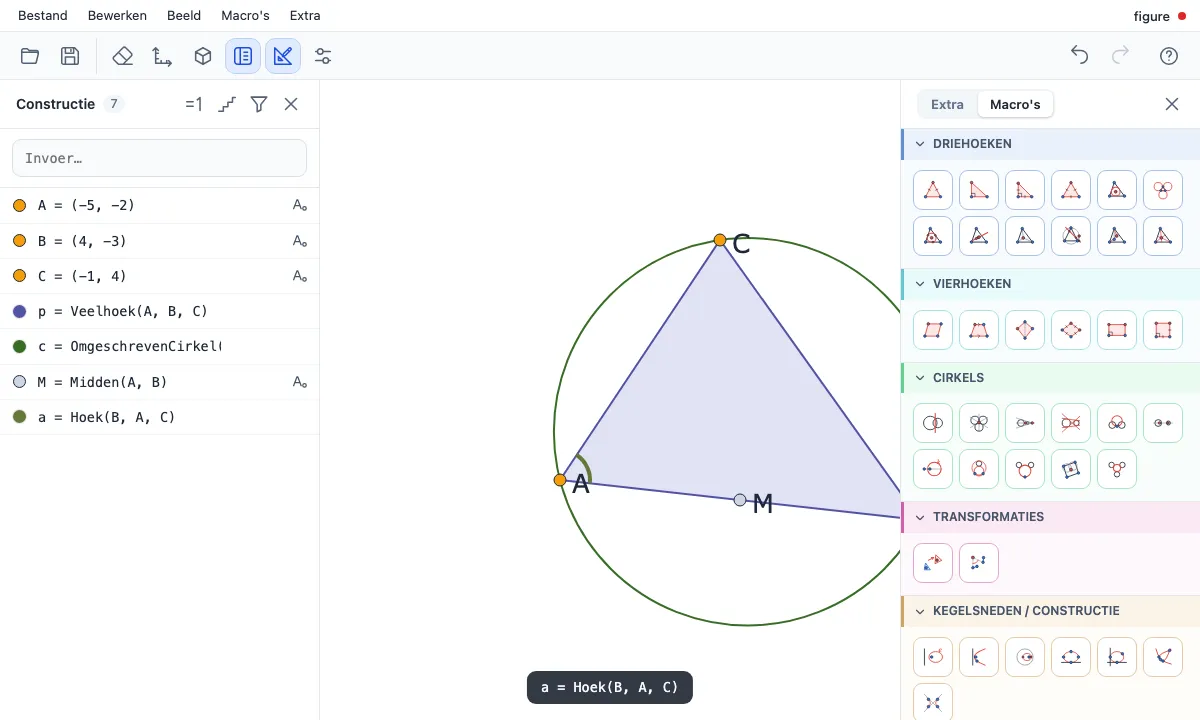 Bestand Bewerken Beeld Macro's Extra figure
Constructie 7 =1
Extra Macro's
Invoer…
A = (−5, −2)
B = (4, −3)
C = (−1, 4)
p = Veelhoek(A, B, C)
c = OmgeschrevenCirkel(
M = Midden(A, B)
a = Hoek(B, A, C)
C
A
M
a = Hoek(B, A, C)
DRIEHOEKEN
VIERHOEKEN
CIRKELS
TRANSFORMATIES
KEGELSNEDEN / CONSTRUCTIE